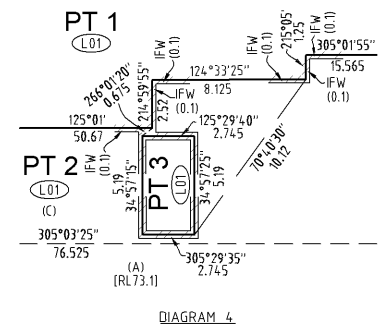 PT 1
L01
IFW
(0.1)
215°05'
1.25
IFW
(0.1)
305°01'55"
15.565
IFW
(0.1)
IFW
(0.1)
124°33'25"
8.125
266°01'20"
0.675
214°59'55"
2.52
IFW
(0.1)
125°29'40"
2.745
125°01'
50.67
IFW
(0.1)
70°40'30"
10.12
PT 2
L01
(C)
5.19
34°57'15"
PT 3
L01
34°57'25"
5.19
305°03'25"
76.525
305°29'35"
2.745
(A)
[RL73.1]
DIAGRAM 4